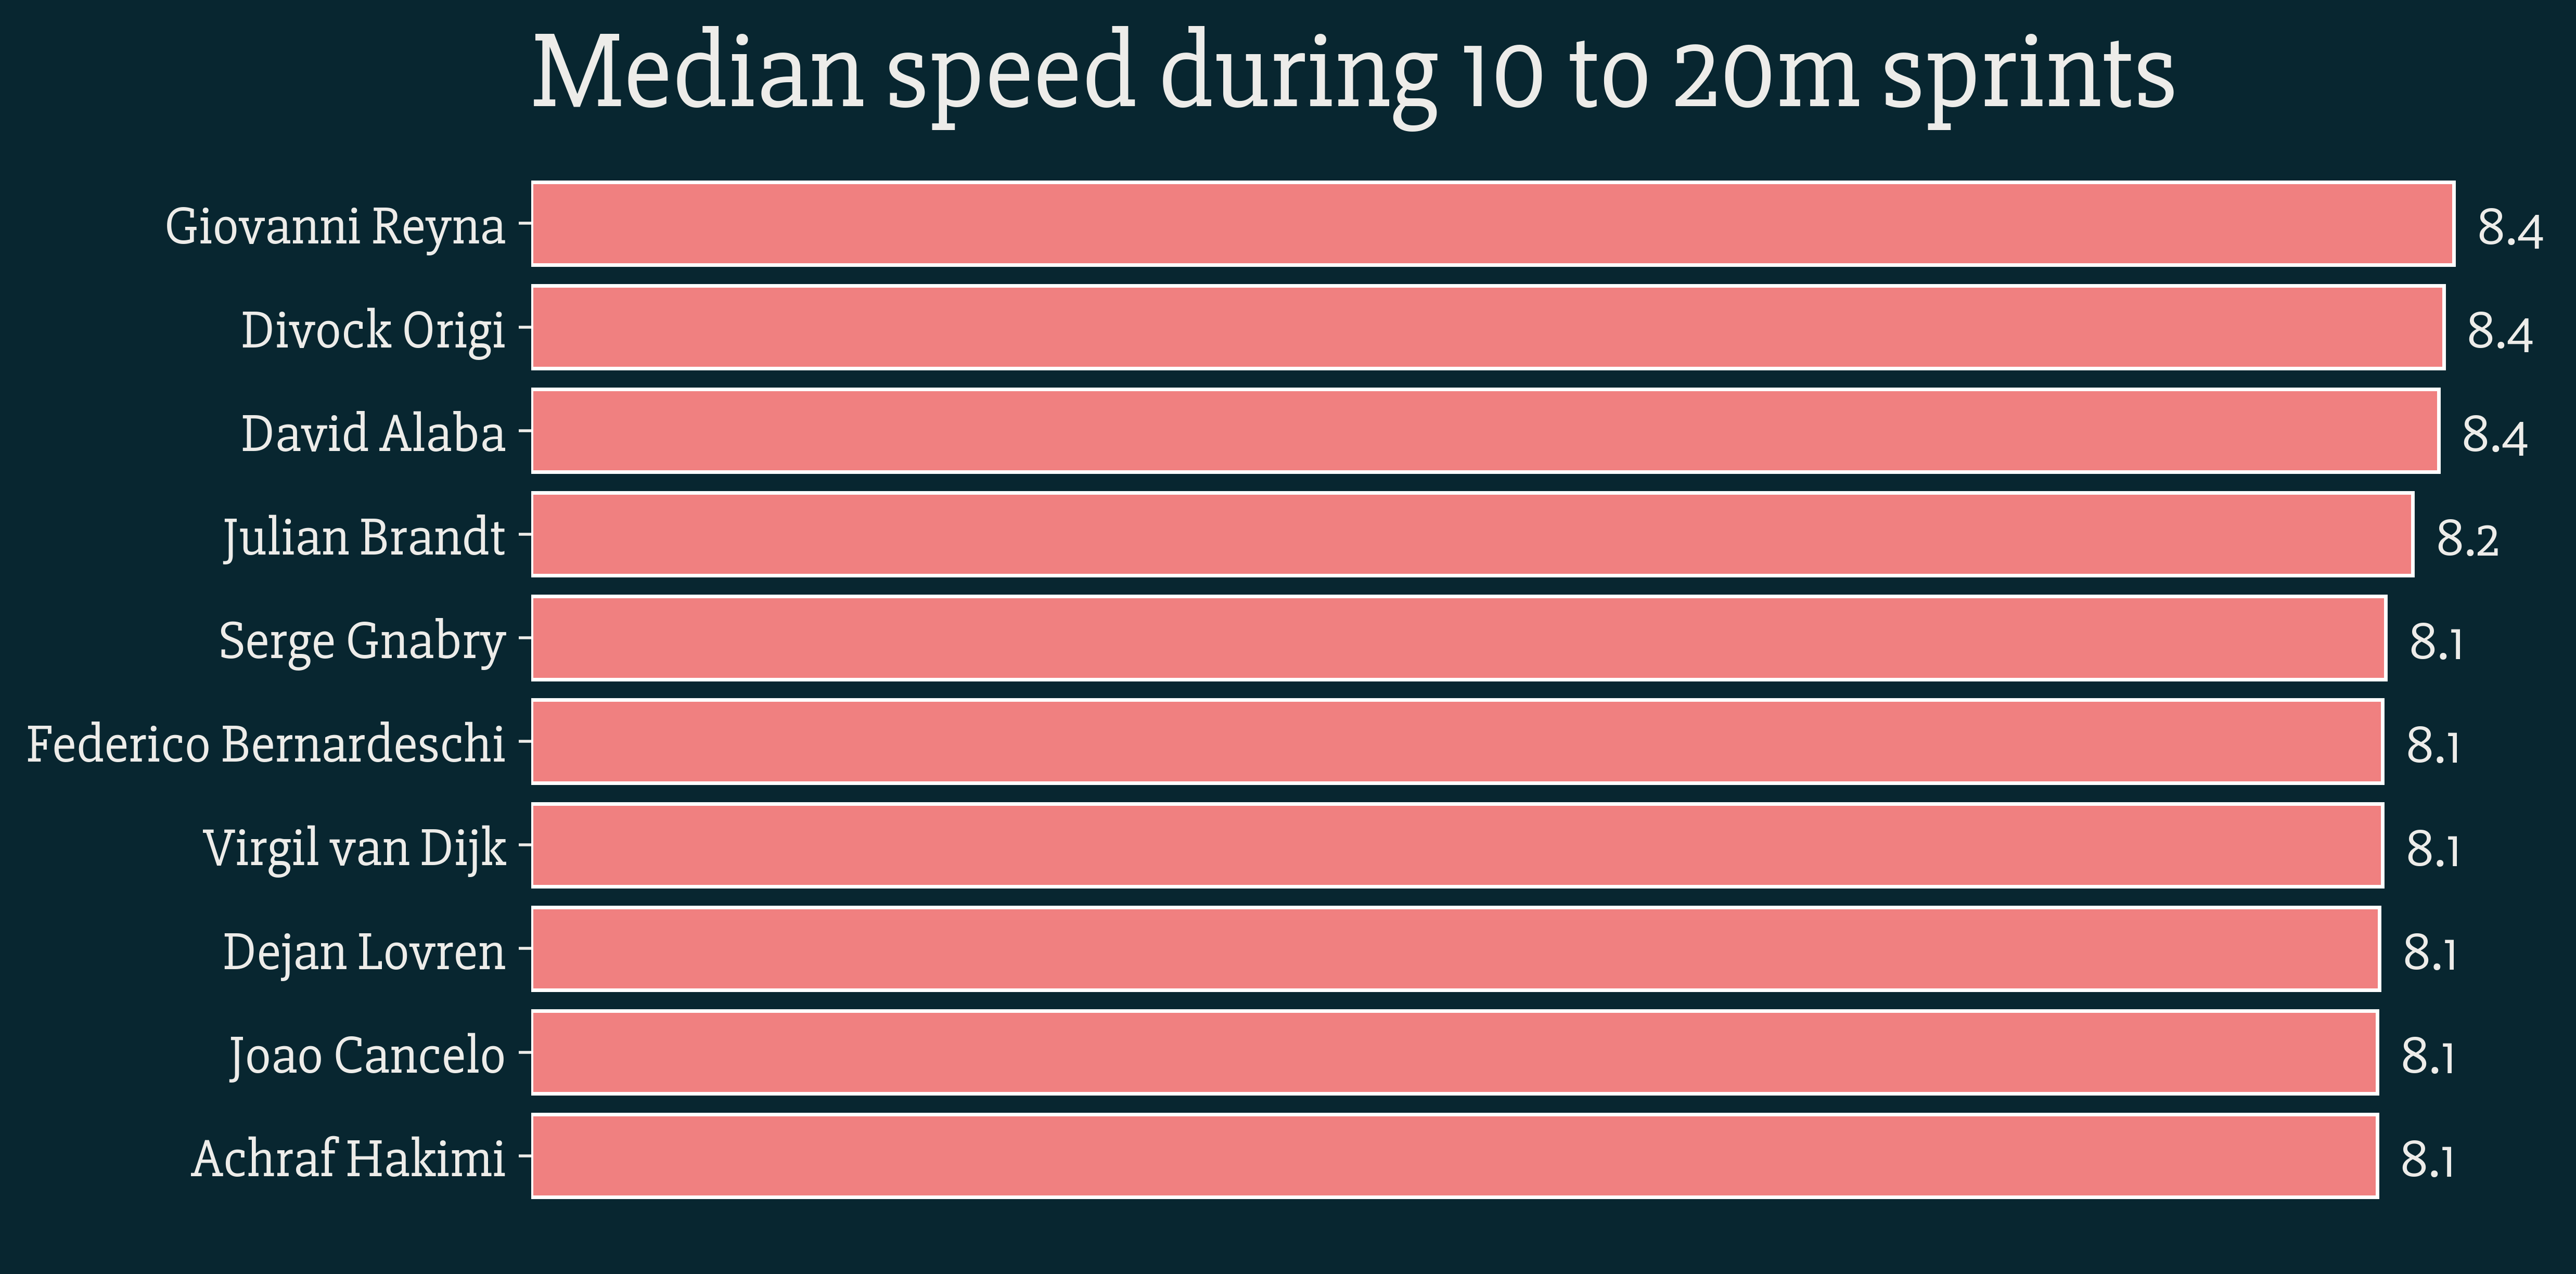 Median speed during 10 to 20m sprints
Giovanni Reyna 8.4
Divock Origi 8.4
David Alaba 8.4
Julian Brandt 8.2
Serge Gnabry 8.1
Federico Bernardeschi 8.1
Virgil van Dijk 8.1
Dejan Lovren 8.1
Joao Cancelo 8.1
Achraf Hakimi 8.1